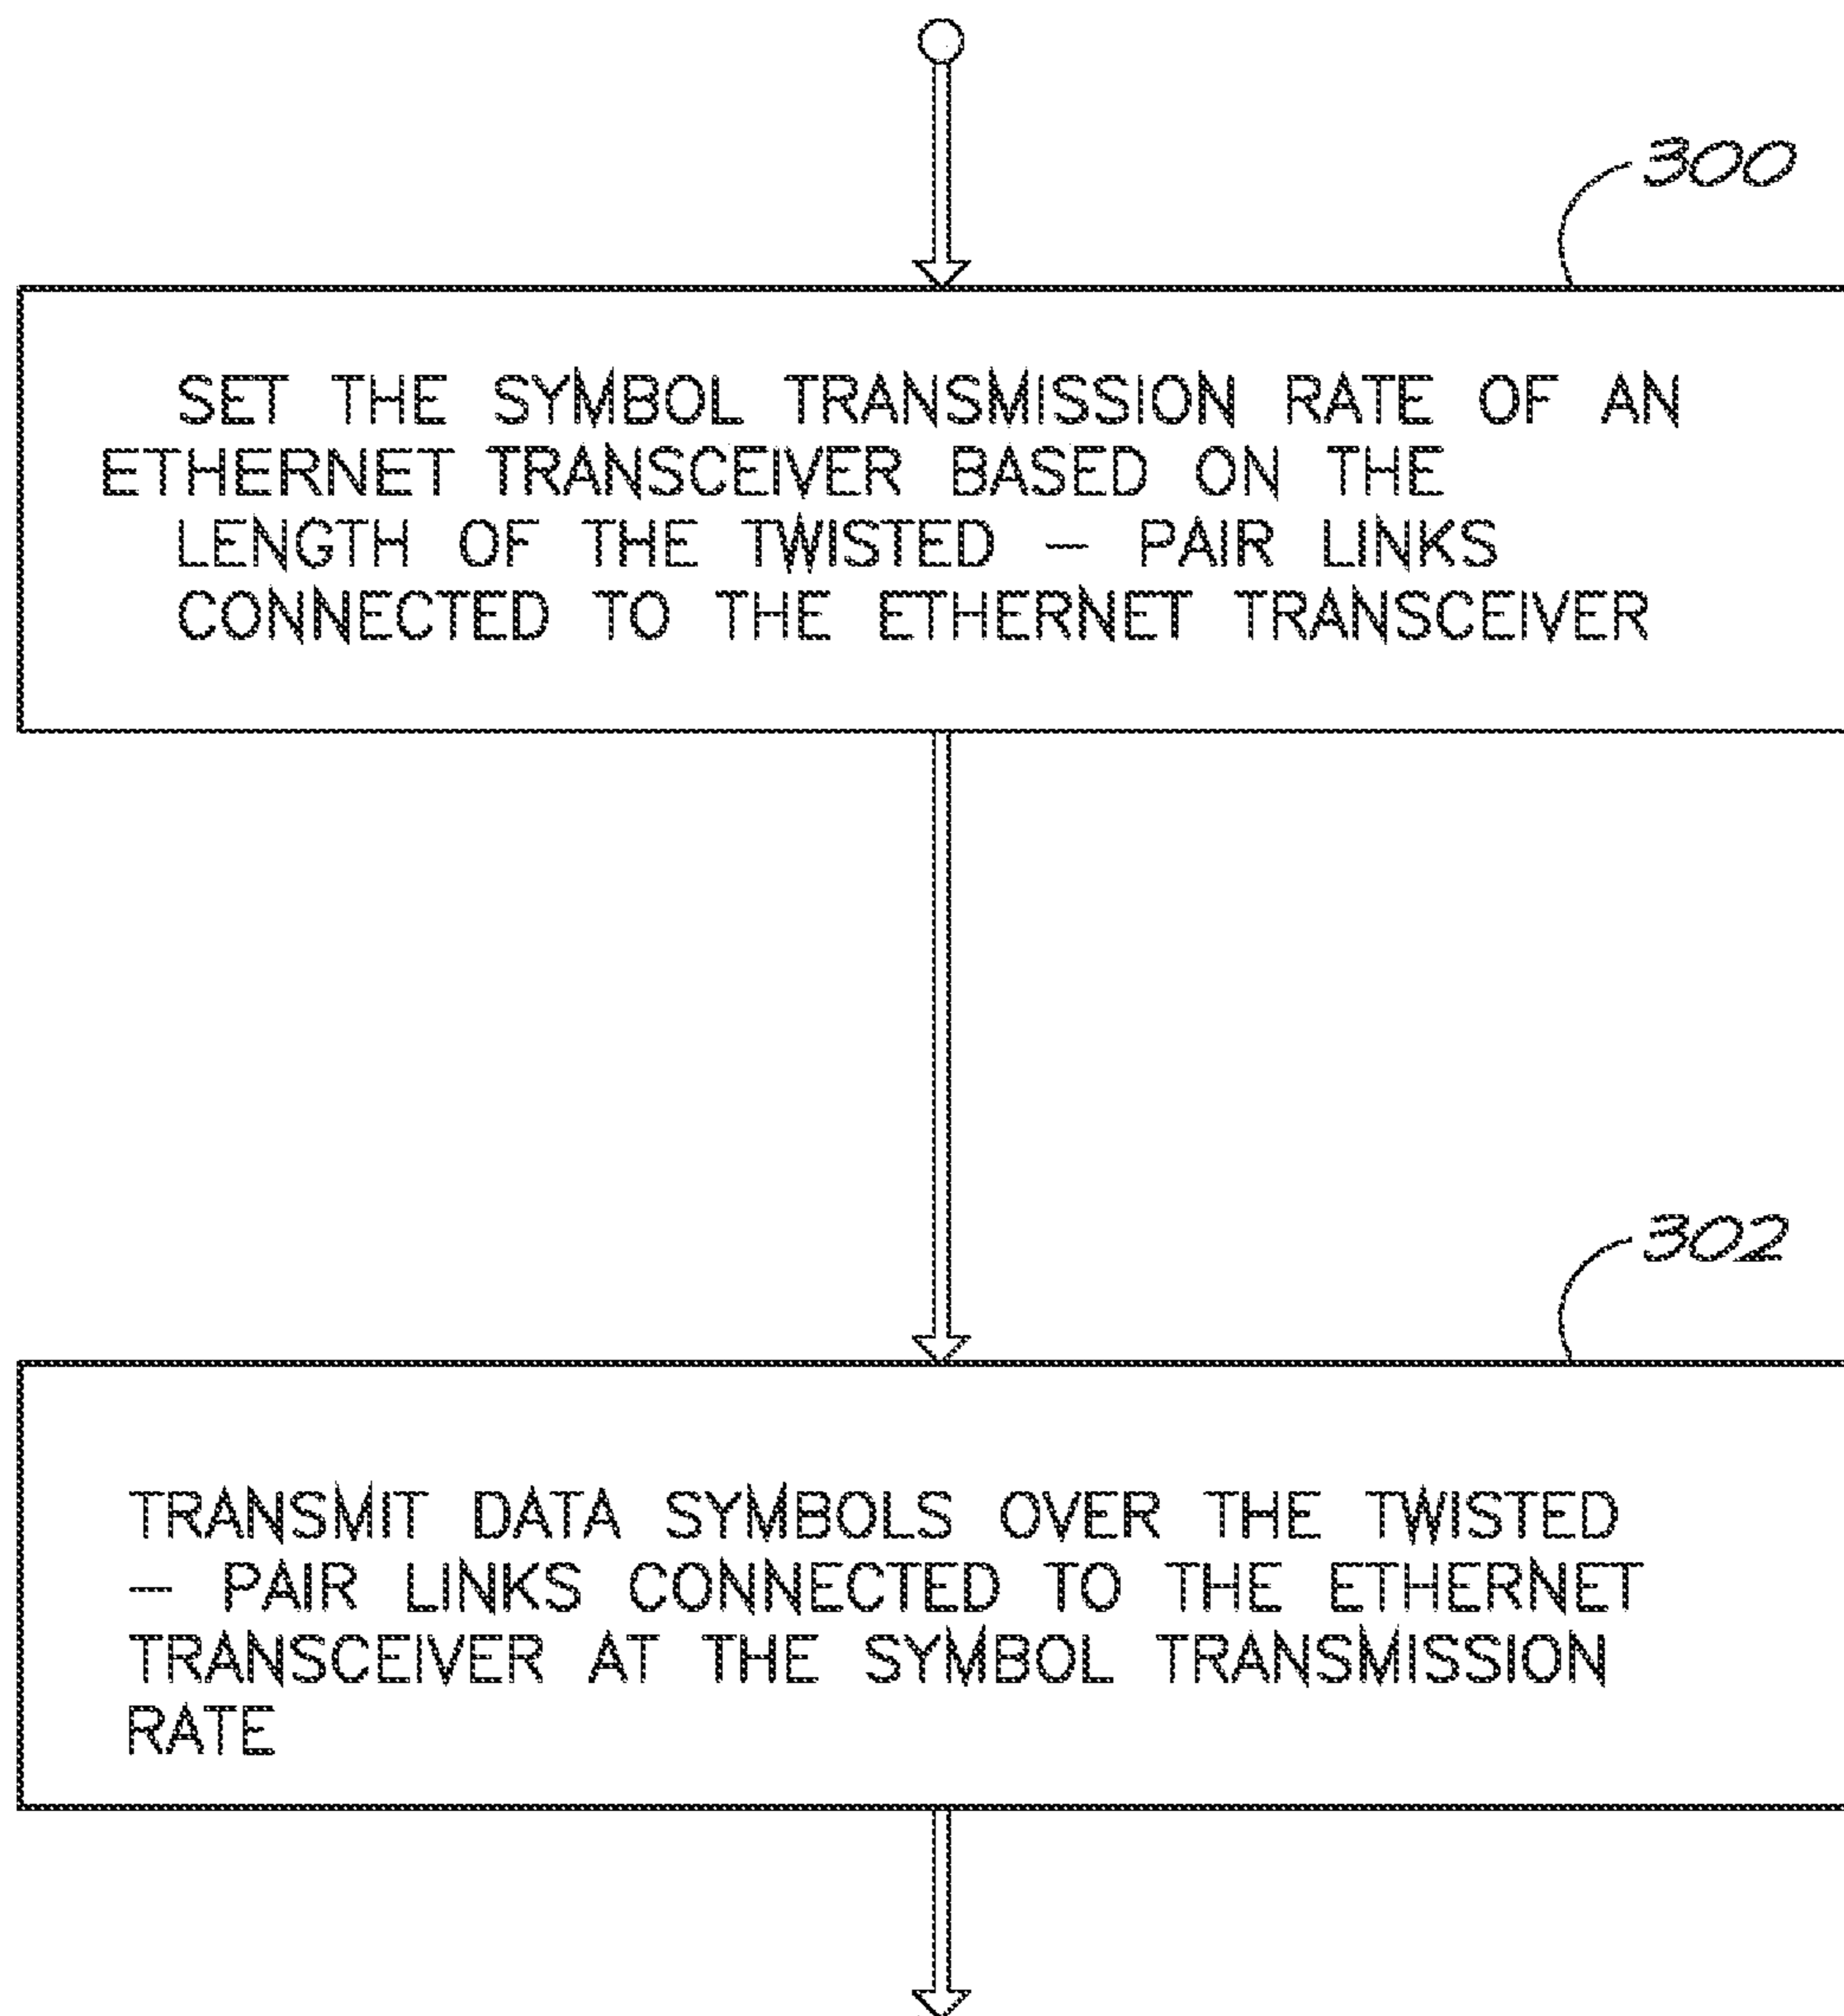 300
SET THE SYMBOL TRANSMISSION RATE OF AN
ETHERNET TRANSCEIVER BASED ON THE
LENGTH OF THE TWISTED – PAIR LINKS
CONNECTED TO THE ETHERNET TRANSCEIVER
302
TRANSMIT DATA SYMBOLS OVER THE TWISTED
– PAIR LINKS CONNECTED TO THE ETHERNET
TRANSCEIVER AT THE SYMBOL TRANSMISSION
RATE